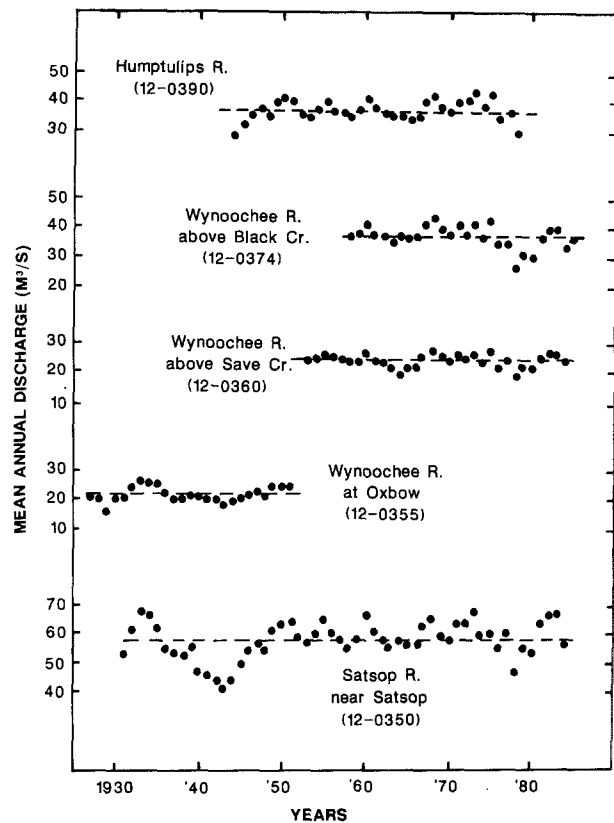 MEAN ANNUAL DISCHARGE (M³/S)
50
40
30
Humptulips R.
(12-0390)
50
40
30
20
Wynoochee R.
above Black Cr.
(12-0374)
30
20
10
Wynoochee R.
above Save Cr.
(12-0360)
30
20
10
Wynoochee R.
at Oxbow
(12-0355)
70
60
50
40
Satsop R.
near Satsop
(12-0350)
1930 '40 '50 '60 '70 '80
YEARS